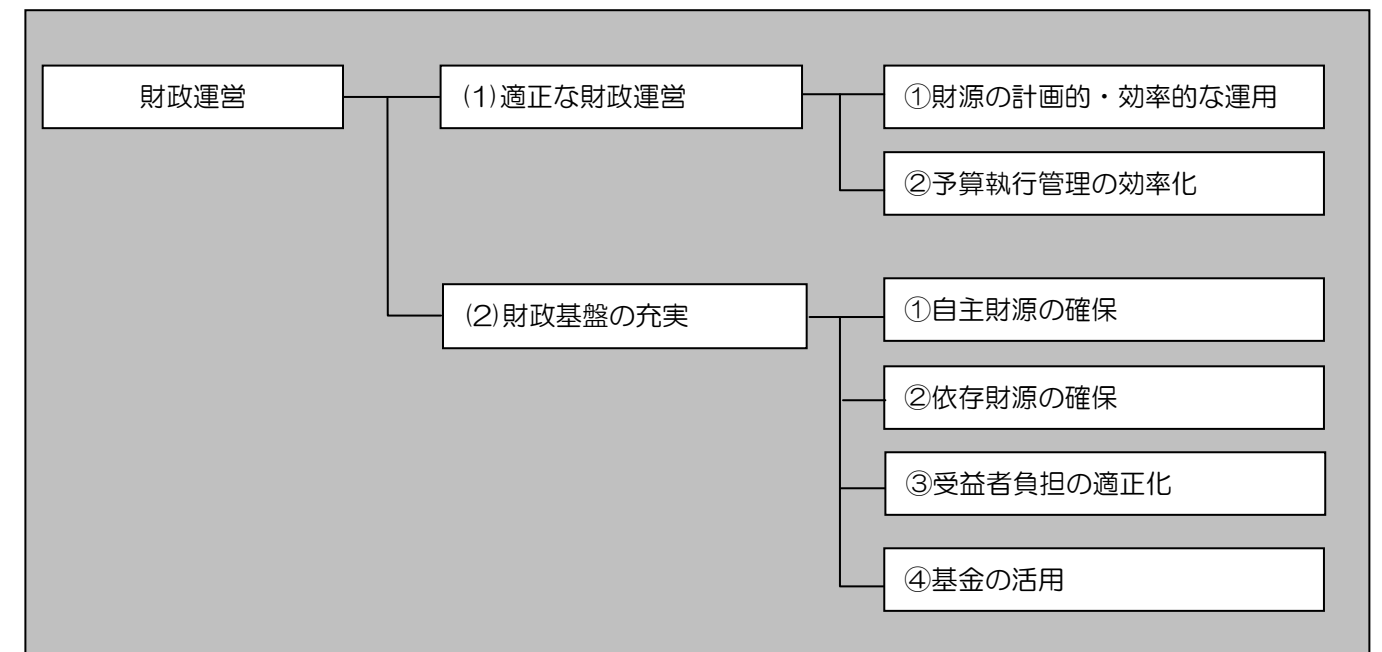 財政運営
(1)適正な財政運営
①財源の計画的・効率的な運用
②予算執行管理の効率化
(2)財政基盤の充実
①自主財源の確保
②依存財源の確保
③受益者負担の適正化
④基金の活用